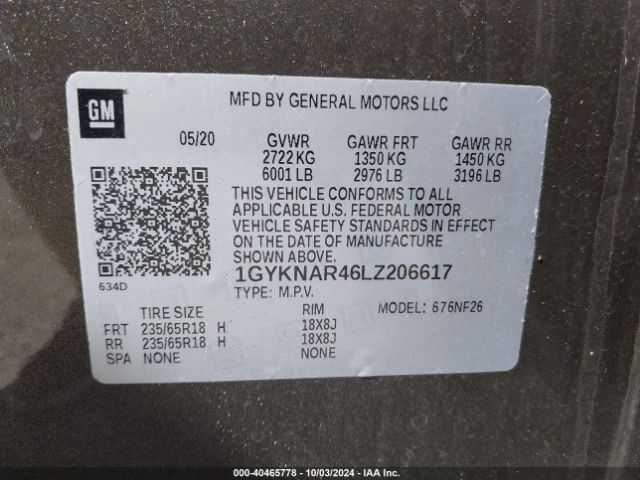 GM
MFD BY GENERAL MOTORS LLC
05/20 GVWR GAWR FRT GAWR RR
2722 KG 1350 KG 1450 KG
6001 LB 2976 LB 3196 LB
THIS VEHICLE CONFORMS TO ALL
APPLICABLE U.S. FEDERAL MOTOR
VEHICLE SAFETY STANDARDS IN EFFECT
ON THE DATE OF MANUFACTURE
SHOWN ABOVE.
634D
1GYKNAR46LZ206617
TYPE: M.P.V. MODEL: 676NF26
TIRE SIZE RIM
FRT 235/65R18 H 18X8J
RR 235/65R18 H 18X8J
SPA NONE NONE
000-40465778 - 10/03/2024 - IAA Inc.